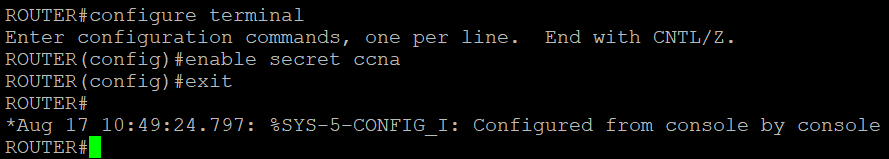 ROUTER#configure terminal
Enter configuration commands, one per line.  End with CNTL/Z.
ROUTER(config)#enable secret ccna
ROUTER(config)#exit
ROUTER#
*Aug 17 10:49:24.797: %SYS-5-CONFIG_I: Configured from console by console
ROUTER#